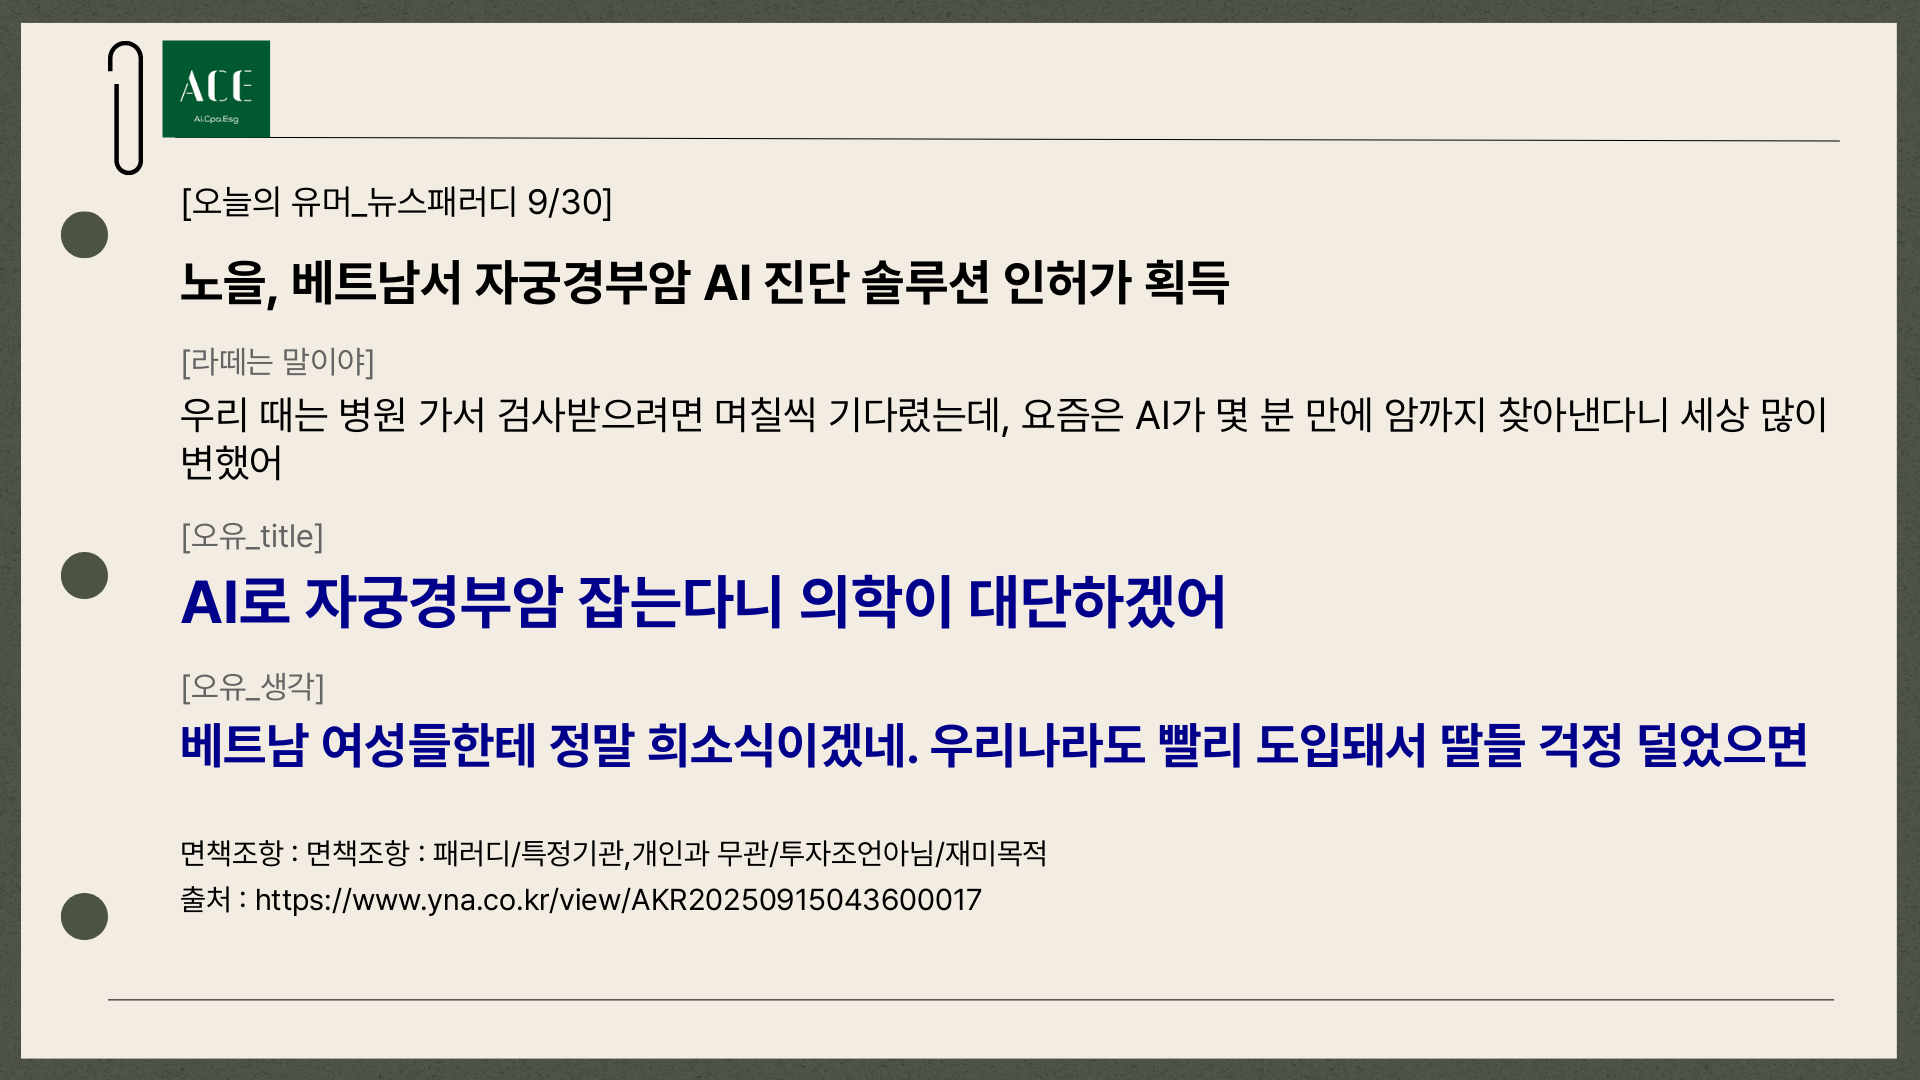 ACE
Ai.Cpa.Esg
[오늘의 유머_뉴스패러디 9/30]
노을, 베트남서 자궁경부암 AI 진단 솔루션 인허가 획득
[라떼는 말이야]
우리 때는 병원 가서 검사받으려면 며칠씩 기다렸는데, 요즘은 AI가 몇 분 만에 암까지 찾아낸다니 세상 많이
변했어
[오유_title]
AI로 자궁경부암 잡는다니 의학이 대단하겠어
[오유_생각]
베트남 여성들한테 정말 희소식이겠네. 우리나라도 빨리 도입돼서 딸들 걱정 덜었으면
면책조항 : 면책조항 : 패러디/특정기관,개인과 무관/투자조언아님/재미목적
출처 : https://www.yna.co.kr/view/AKR20250915043600017